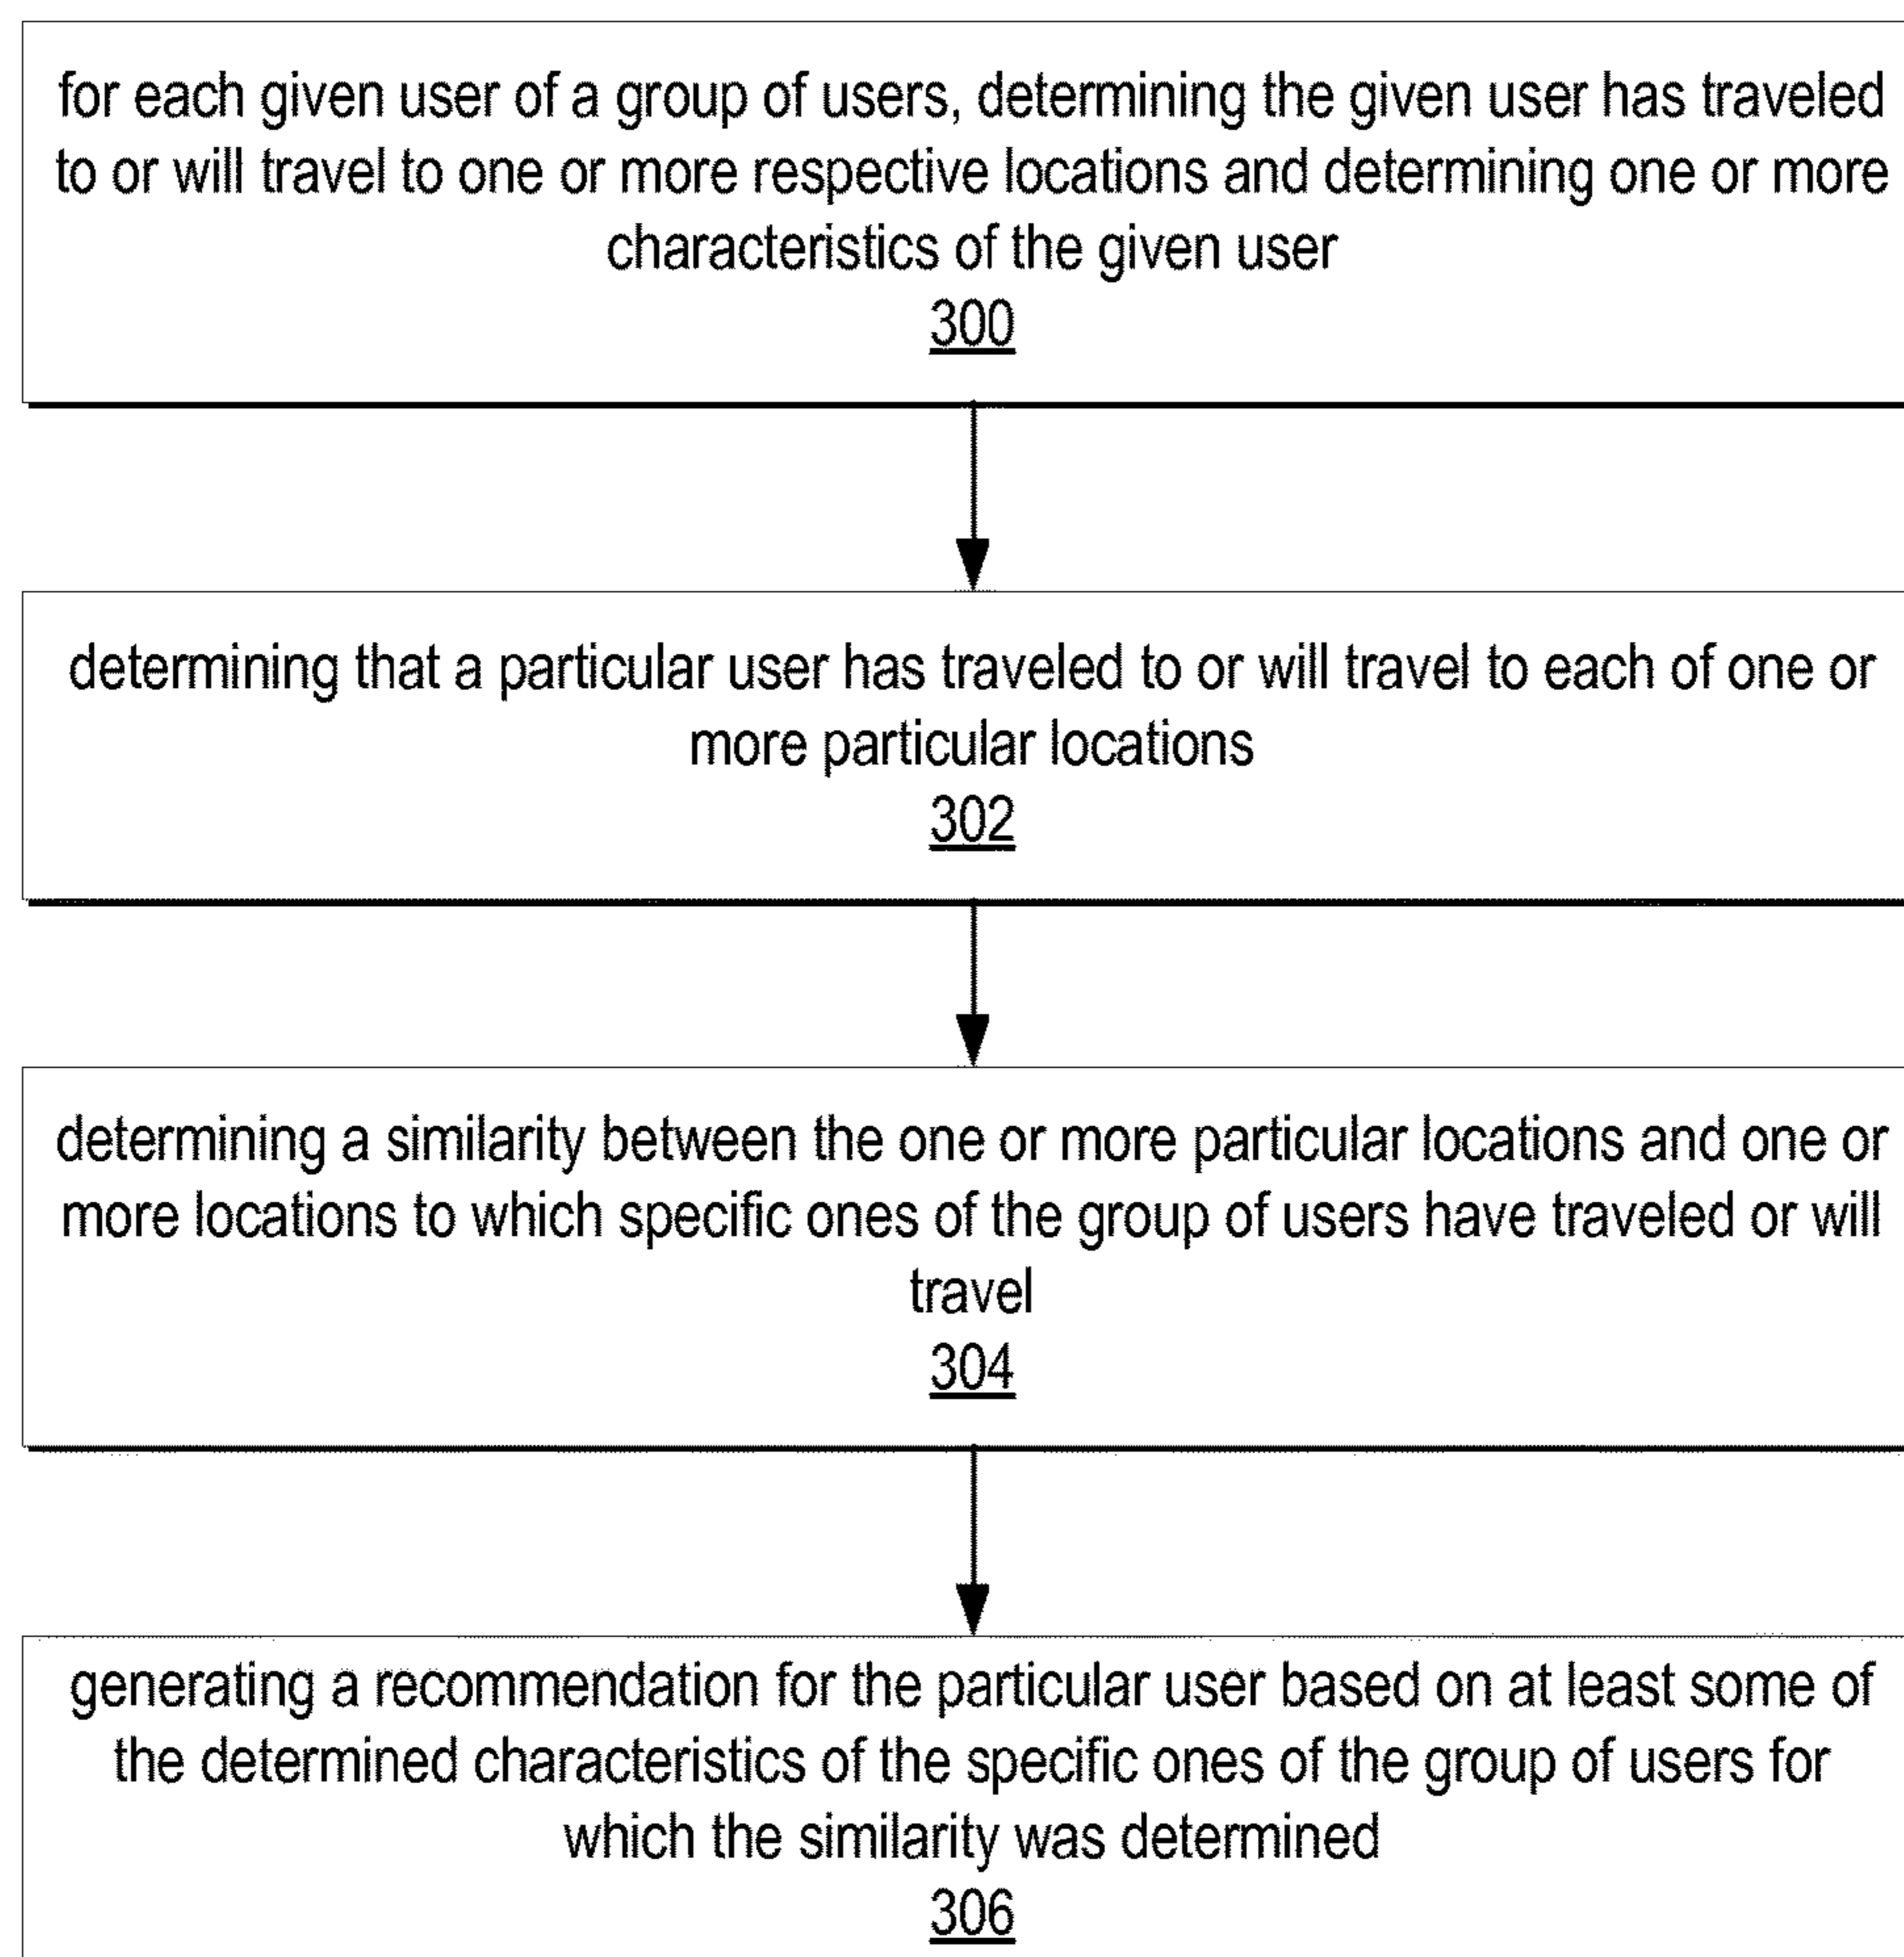 for each given user of a group of users, determining the given user has traveled
to or will travel to one or more respective locations and determining one or more
characteristics of the given user
300
determining that a particular user has traveled to or will travel to each of one or
more particular locations
302
determining a similarity between the one or more particular locations and one or
more locations to which specific ones of the group of users have traveled or will
travel
304
generating a recommendation for the particular user based on at least some of
the determined characteristics of the specific ones of the group of users for
which the similarity was determined
306